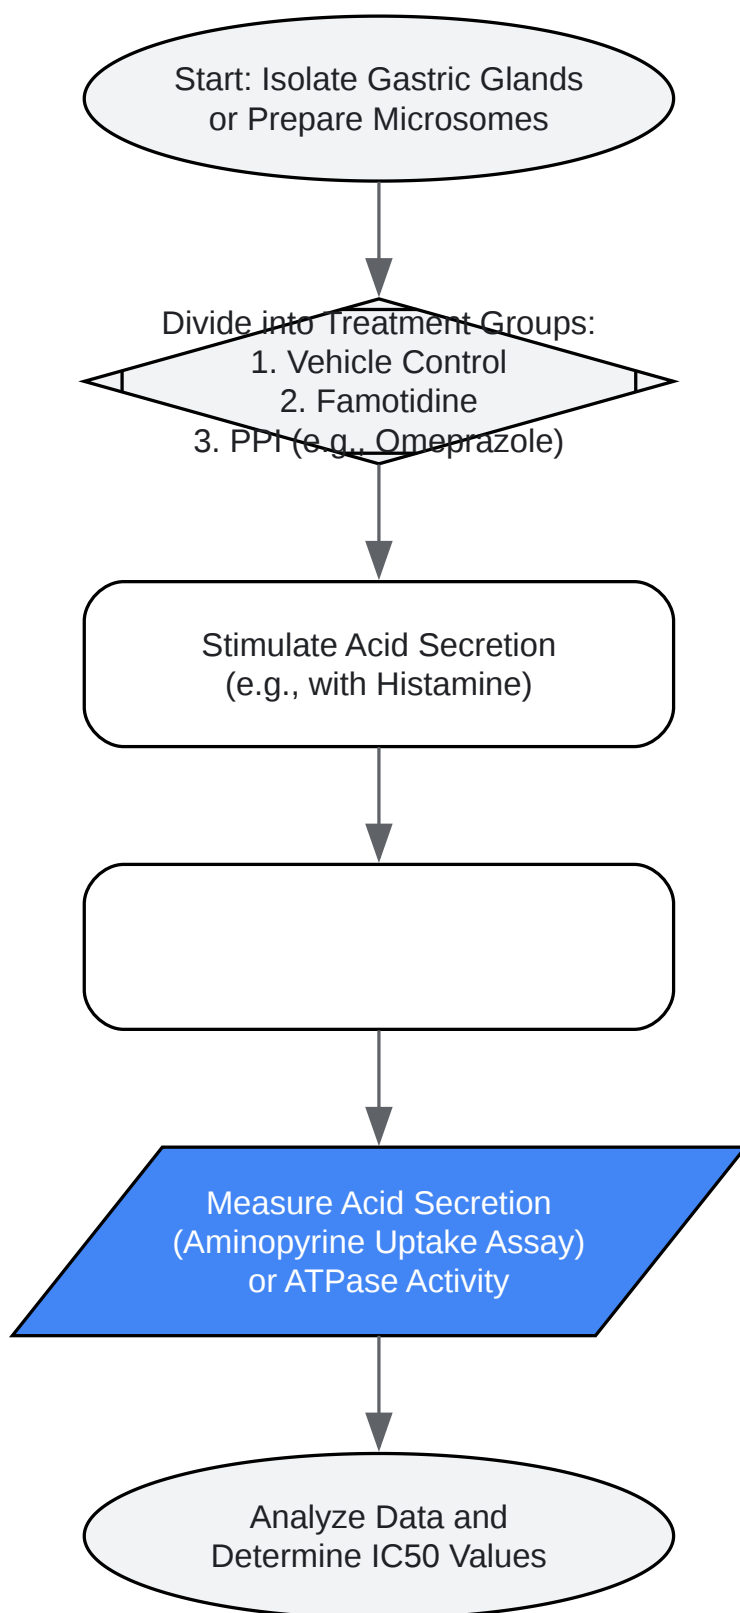 Start: Isolate Gastric Glands
or Prepare Microsomes
Divide into Treatment Groups:
1. Vehicle Control
2. Famotidine
3. PPI (e.g., Omeprazole)
Stimulate Acid Secretion
(e.g., with Histamine)
Measure Acid Secretion
(Aminopyrine Uptake Assay)
or ATPase Activity
Analyze Data and
Determine IC50 Values